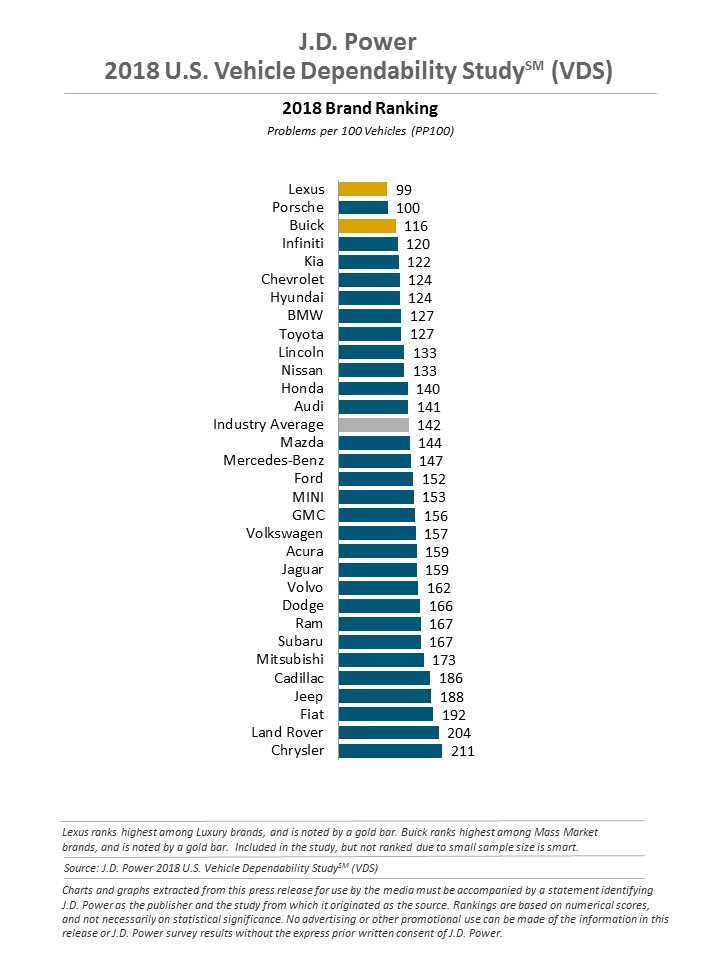 J.D. Power
2018 U.S. Vehicle Dependability StudySM (VDS)
2018 Brand Ranking
Problems per 100 Vehicles (PP100)
Lexus 99
Porsche 100
Buick 116
Infiniti 120
Kia 122
Chevrolet 124
Hyundai 124
BMW 127
Toyota 127
Lincoln 133
Nissan 133
Honda 140
Audi 141
Industry Average 142
Mazda 144
Mercedes-Benz 147
Ford 152
MINI 153
GMC 156
Volkswagen 157
Acura 159
Jaguar 159
Volvo 162
Dodge 166
Ram 167
Subaru 167
Mitsubishi 173
Cadillac 186
Jeep 188
Fiat 192
Land Rover 204
Chrysler 211
Lexus ranks highest among Luxury brands, and is noted by a gold bar. Buick ranks highest among Mass Market
brands, and is noted by a gold bar.  Included in the study, but not ranked due to small sample size is smart.
Source: J.D. Power 2018 U.S. Vehicle Dependability StudySM (VDS)
Charts and graphs extracted from this press release for use by the media must be accompanied by a statement identifying
J.D. Power as the publisher and the study from which it originated as the source. Rankings are based on numerical scores,
and not necessarily on statistical significance. No advertising or other promotional use can be made of the information in this
release or J.D. Power survey results without the express prior written consent of J.D. Power.